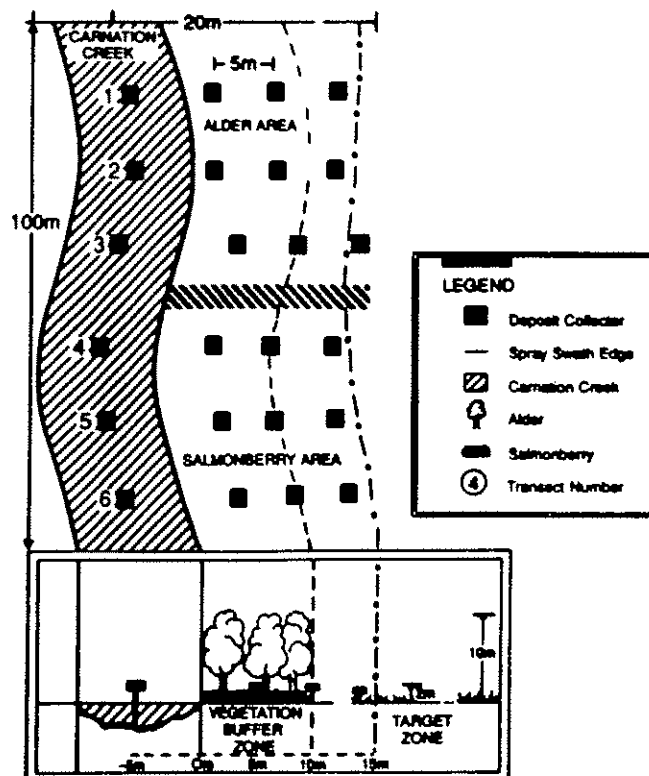 20m
CARNATION
CREEK
5m
1
ALDER AREA
2
100m
3
4
5
SALMONBERRY AREA
6
LEGEND
Deposit Collector
Spray Swath Edge
Carnation Creek
Alder
Salmonberry
4 Transect Number
10m
VEGETATION
BUFFER
ZONE
TARGET
ZONE
0m 5m 10m 15m